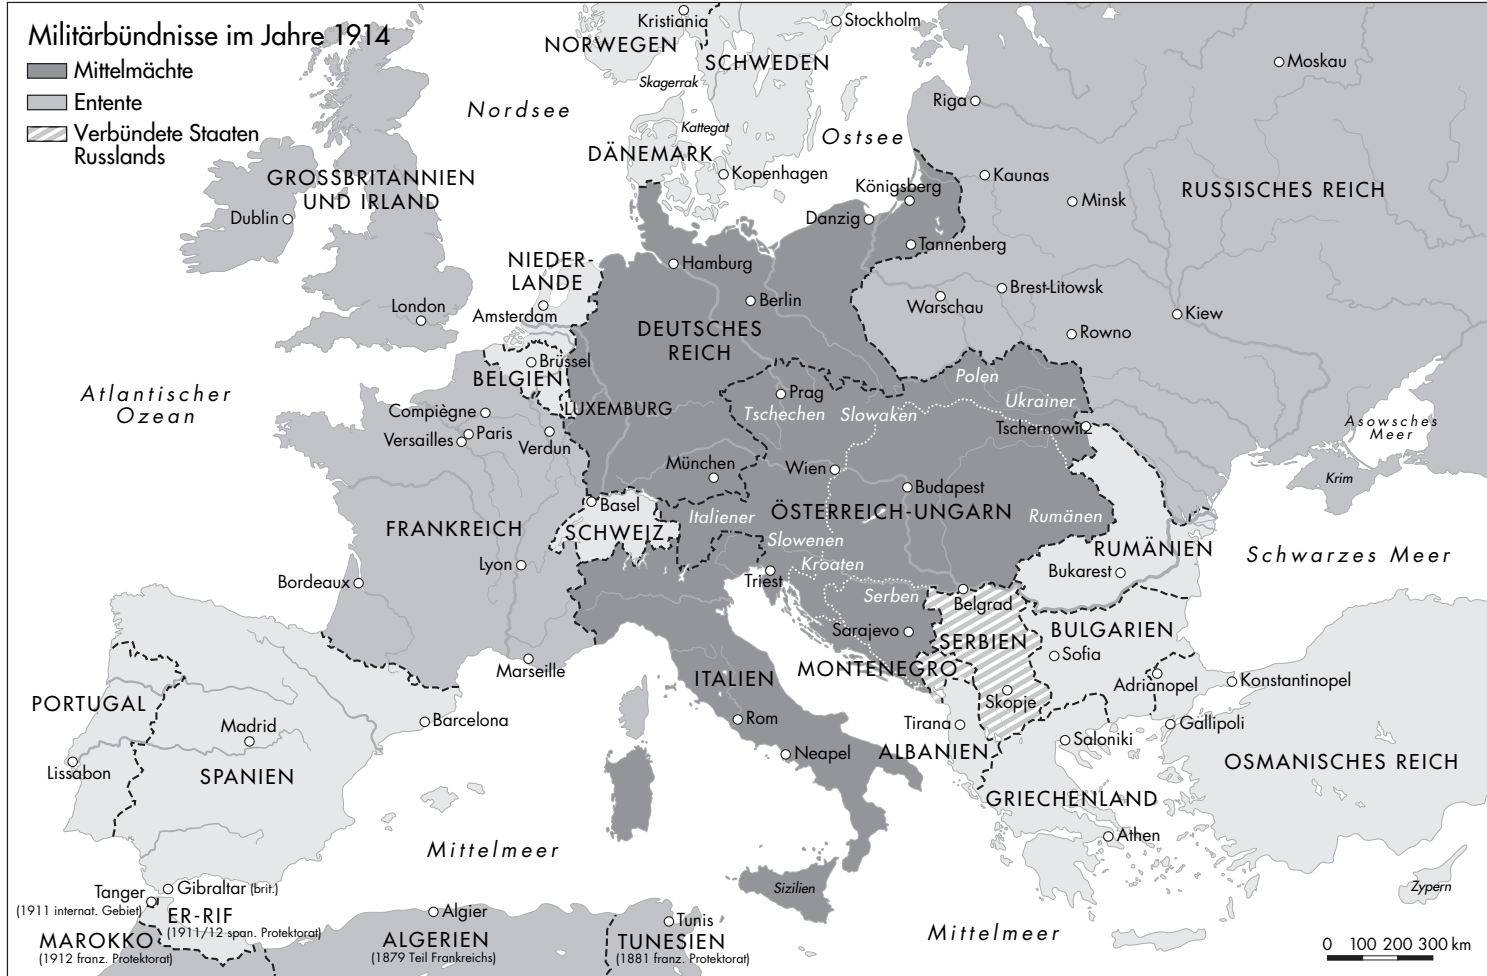 Militärbündnisse im Jahre 1914
Mittelmächte
Entente
Verbündete Staaten
Russlands
Kristiania
Stockholm
NORWEGEN
SCHWEDEN
Moskau
Skagerrak
Nordsee
Riga
Kattegat
Ostsee
DÄNEMARK
Kopenhagen
GROSSBRITANNIEN
UND IRLAND
Dublin
Königsberg
Kaunas
RUSSISCHES REICH
Minsk
Danzig
Tannenberg
NIEDER-
LANDE
Hamburg
Berlin
Amsterdam
London
Warschau
Brest-Litowsk
Kiew
Rowno
DEUTSCHES
REICH
Brüssel
BELGIEN
Polen
Prag
Tschechen
Slowaken
Ukrainer
Atlantischer
Ozean
Compiègne
LUXEMBURG
Versailles
Paris
Verdun
Tschernowitz
Asowsches
Meer
München
Wien
Budapest
Krim
Basel
SCHWEIZ
Italiener
ÖSTERREICH-UNGARN
Rumänen
FRANKREICH
Slowenen
RUMÄNIEN
Schwarzes Meer
Lyon
Kroaten
Bukarest
Bordeaux
Triest
Serben
Belgrad
Sarajevo
SERBIEN
BULGARIEN
Sofia
Marseille
MONTENEGRO
ITALIEN
Adrianopel
Konstantinopel
PORTUGAL
Skopje
Madrid
Barcelona
Rom
Tirana
Gallipoli
Saloniki
Neapel
ALBANIEN
Lissabon
SPANIEN
OSMANISCHES REICH
GRIECHENLAND
Athen
Mittelmeer
Sizilien
Zypern
Gibraltar (brit.)
Tanger
(1911 internat. Gebiet)
ER-RIF
(1911/12 span. Protektorat)
Algier
Tunis
MAROKKO
(1912 franz. Protektorat)
ALGERIEN
(1879 Teil Frankreichs)
TUNESIEN
(1881 franz. Protektorat)
Mittelmeer
0 100 200 300 km